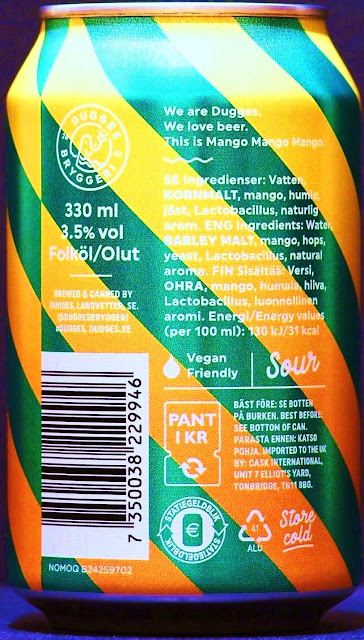 DUGGES
BRYGGERI
We are Dugges.
We love beer.
This is Mango Mango Mango.
330 ml
3.5% vol
Folköl/Olut
BREWED & CANNED BY
DUGGES, LANDVETTER, SE.
@DUGGESBRYGGERI
#DUGGES, DUGGES.SE
SE Ingredienser: Vatten,
KORNMALT, mango, humle,
jäst, Lactobacillus, naturlig
arom. ENG Ingredients: Water,
BARLEY MALT, mango, hops,
yeast, Lactobacillus, natural
aroma. FIN Sisältää: Vesi,
OHRA, mango, humala, hiiva,
Lactobacillus, luonnollinen
aromi. Energi/Energy values
(per 100 ml): 130 kJ/31 kcal
Vegan
Friendly
Sour
PANT
1 KR
BÄST FÖRE: SE BOTTEN
PÅ BURKEN. BEST BEFORE:
SEE BOTTOM OF CAN.
PARASTA ENNEN: KATSO
POHJA. IMPORTED TO THE UK
BY: CASK INTERNATIONAL,
UNIT 7 ELLIOT'S YARD,
TONBRIDGE, TN11 8BG.
7 350038 229946
STATIEGELDBLIK
€
STATIEGELDBLIK
41
ALU
Store
cold
NOMOQ B24259702